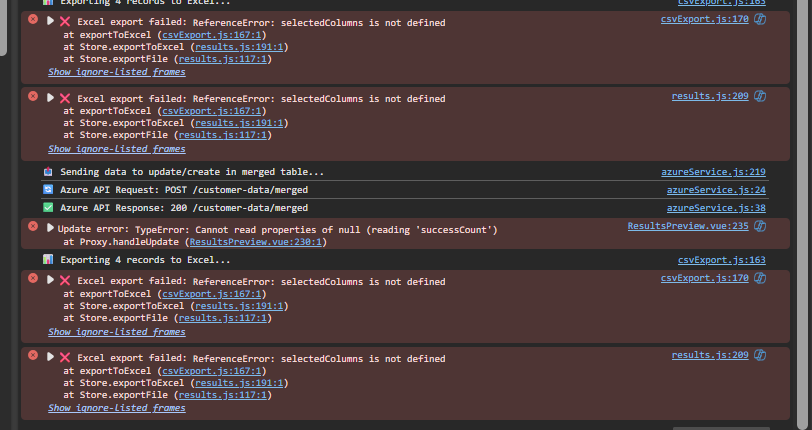 Exporting 4 records to Excel... csvExport.js:163
Excel export failed: ReferenceError: selectedColumns is not defined csvExport.js:170
at exportToExcel (csvExport.js:167:1)
at Store.exportToExcel (results.js:191:1)
at Store.exportFile (results.js:117:1)
Show ignore-listed frames
Excel export failed: ReferenceError: selectedColumns is not defined results.js:209
at exportToExcel (csvExport.js:167:1)
at Store.exportToExcel (results.js:191:1)
at Store.exportFile (results.js:117:1)
Show ignore-listed frames
Sending data to update/create in merged table... azureService.js:219
Azure API Request: POST /customer-data/merged azureService.js:24
Azure API Response: 200 /customer-data/merged azureService.js:38
Update error: TypeError: Cannot read properties of null (reading 'successCount') ResultsPreview.vue:235
at Proxy.handleUpdate (ResultsPreview.vue:230:1)
Exporting 4 records to Excel... csvExport.js:163
Excel export failed: ReferenceError: selectedColumns is not defined csvExport.js:170
at exportToExcel (csvExport.js:167:1)
at Store.exportToExcel (results.js:191:1)
at Store.exportFile (results.js:117:1)
Show ignore-listed frames
Excel export failed: ReferenceError: selectedColumns is not defined results.js:209
at exportToExcel (csvExport.js:167:1)
at Store.exportToExcel (results.js:191:1)
at Store.exportFile (results.js:117:1)
Show ignore-listed frames